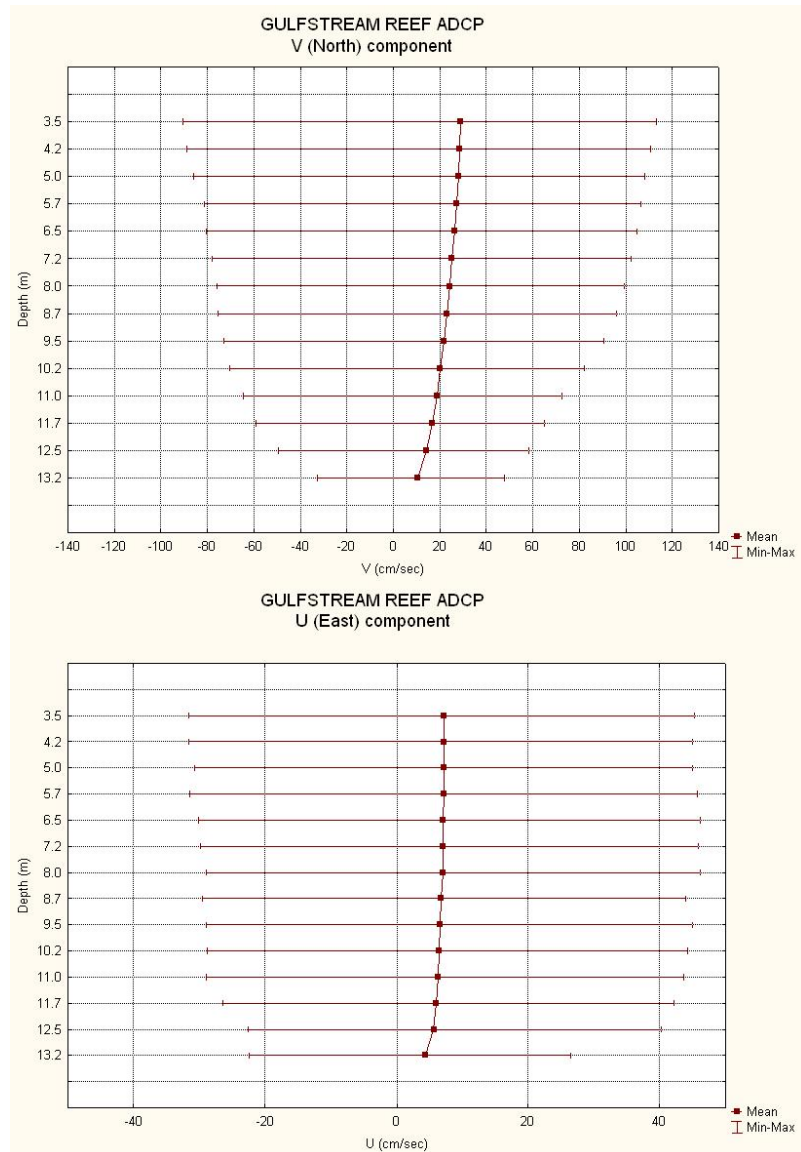 GULFSTREAM REEF ADCP
V (North) component
3.5
4.2
5.0
5.7
6.5
7.2
8.0
8.7
9.5
10.2
11.0
11.7
12.5
13.2
Depth (m)
-140 -120 -100 -80 -60 -40 -20 0 20 40 60 80 100 120 140
V (cm/sec)
Mean
Min-Max
GULFSTREAM REEF ADCP
U (East) component
3.5
4.2
5.0
5.7
6.5
7.2
8.0
8.7
9.5
10.2
11.0
11.7
12.5
13.2
Depth (m)
-40 -20 0 20 40
U (cm/sec)
Mean
Min-Max